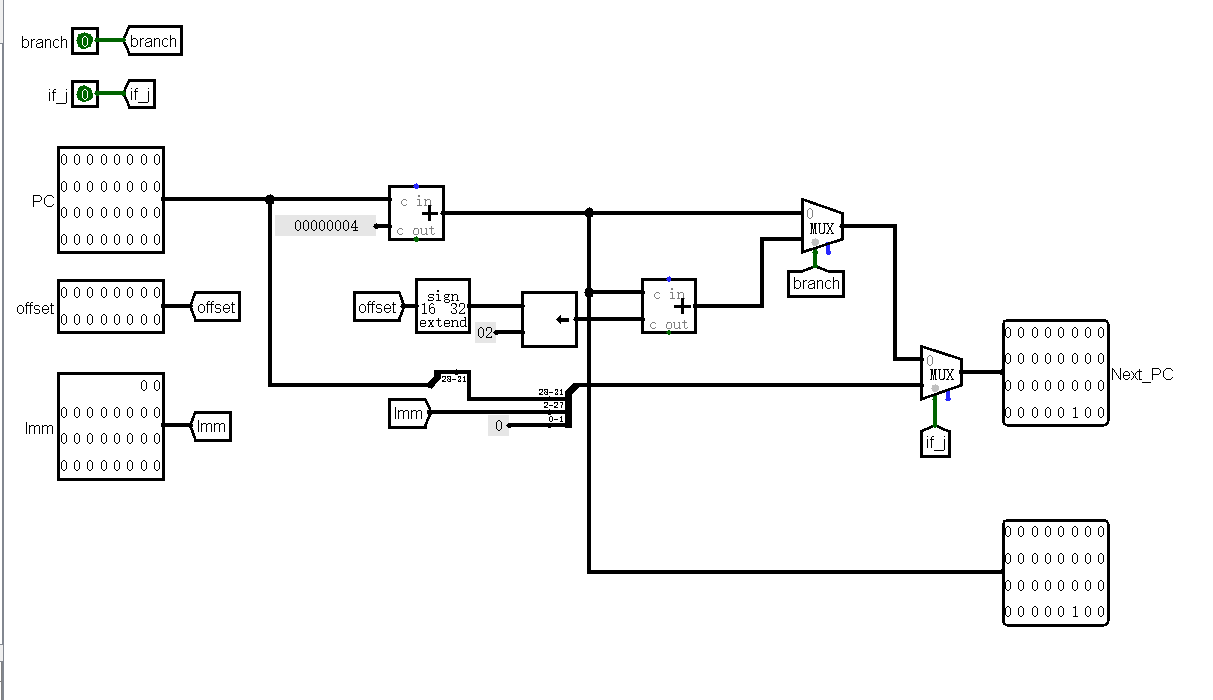 branch 0 branch
if_j 0 if_j
PC
0 0 0 0 0 0 0 0
0 0 0 0 0 0 0 0
0 0 0 0 0 0 0 0
0 0 0 0 0 0 0 0
00000004
c in
+
c out
0
MUX
branch
offset
0 0 0 0 0 0 0 0
0 0 0 0 0 0 0 0
offset
offset
sign
16 32
extend
02
c in
+
c out
Imm
0 0
0 0 0 0 0 0 0 0
0 0 0 0 0 0 0 0
0 0 0 0 0 0 0 0
Imm
Imm
0
2-27
0-1
0
MUX
if_j
Next_PC
0 0 0 0 0 0 0 0
0 0 0 0 0 0 0 0
0 0 0 0 0 0 0 0
0 0 0 0 0 1 0 0
0 0 0 0 0 0 0 0
0 0 0 0 0 0 0 0
0 0 0 0 0 0 0 0
0 0 0 0 0 1 0 0